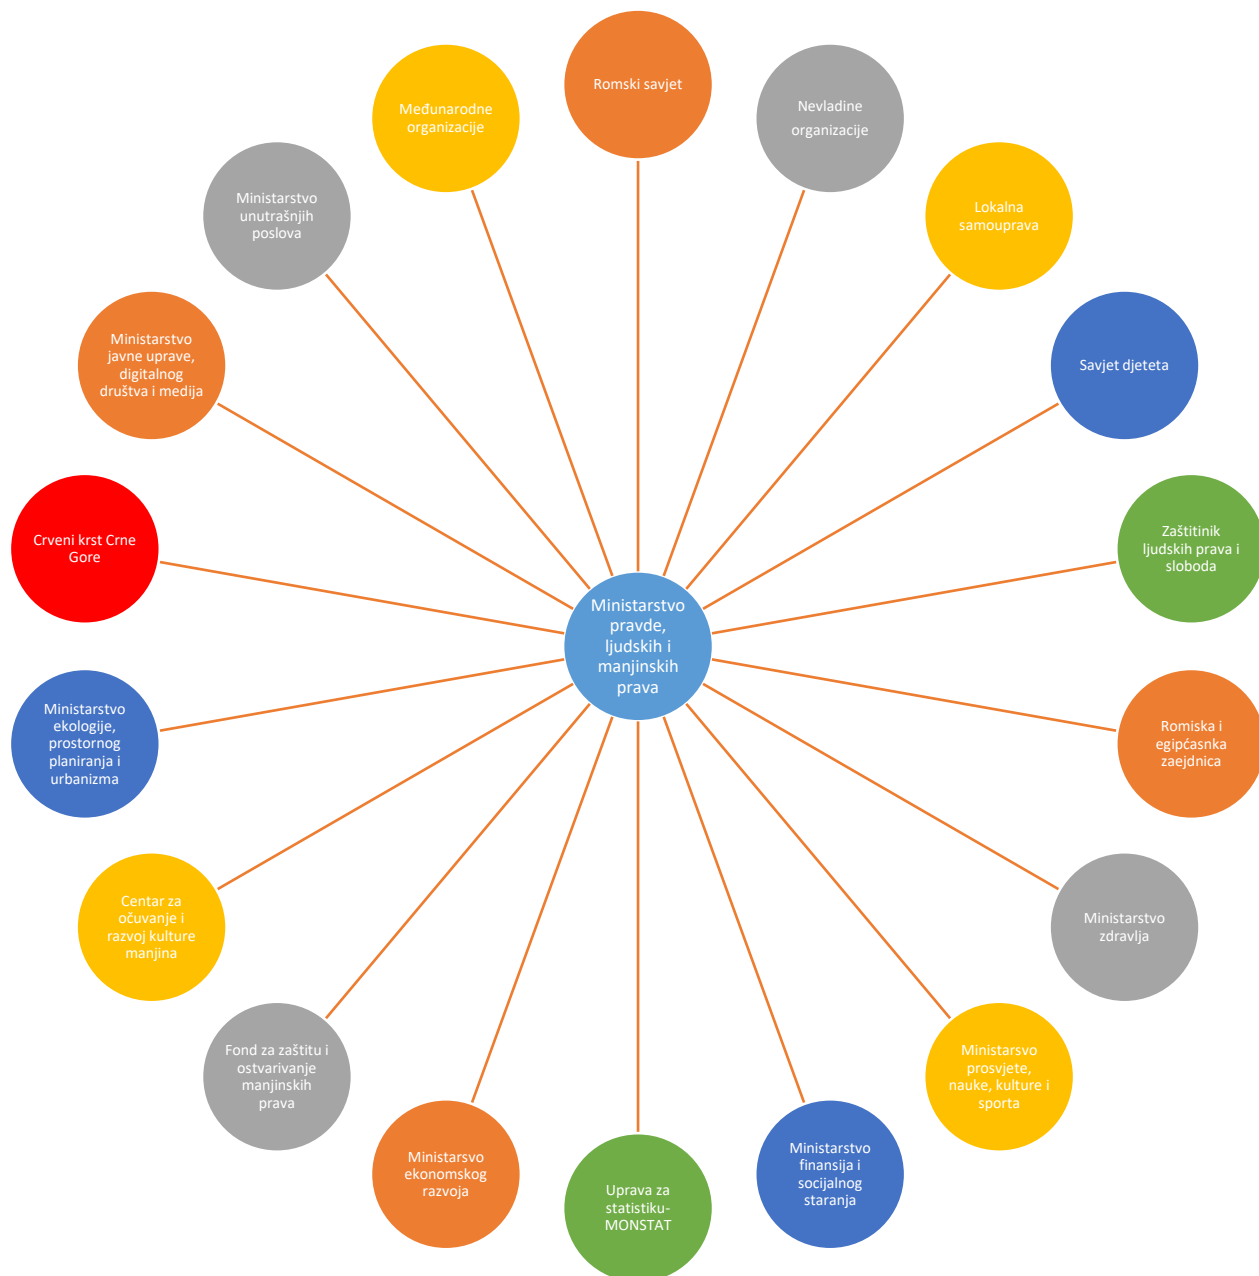 Romski savjet
Nevladine
organizacije
Lokalna
samouprava
Savjet djeteta
Zaštitinik
ljudskih prava i
sloboda
Romiska i
egipćasnka
zaejdnica
Ministarstvo
zdravlja
Ministarsvo
prosvjete,
nauke, kulture i
sporta
Ministarstvo
finansija i
socijalnog
staranja
Uprava za
statistiku-
MONSTAT
Ministarsvo
ekonomskog
razvoja
Fond za zaštitu i
ostvarivanje
manjinskih
prava
Centar za
očuvanje i
razvoj kulture
manjina
Ministarstvo
ekologije,
prostornog
planiranja i
urbanizma
Crveni krst Crne
Gore
Ministarstvo
javne uprave,
digitalnog
društva i medija
Ministarstvo
unutrašnjih
poslova
Međunarodne
organizacije
Ministarstvo
pravde,
ljudskih i
manjinskih
prava